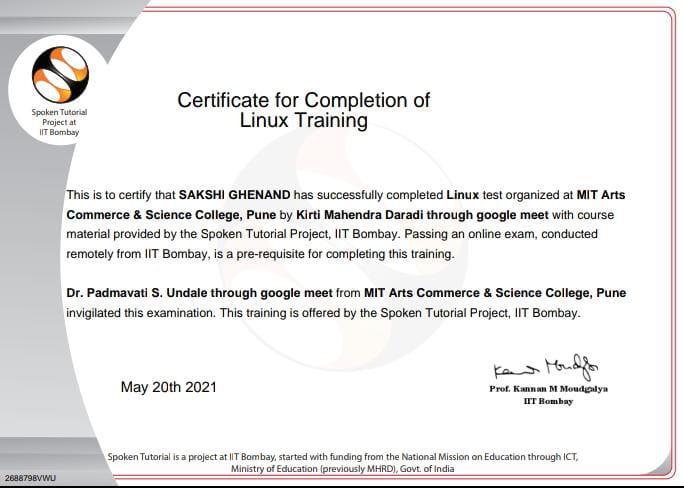 Spoken Tutorial
Project at
IIT Bombay
Certificate for Completion of
Linux Training
This is to certify that SAKSHI GHENAND has successfully completed Linux test organized at MIT Arts
Commerce & Science College, Pune by Kirti Mahendra Daradi through google meet with course
material provided by the Spoken Tutorial Project, IIT Bombay. Passing an online exam, conducted
remotely from IIT Bombay, is a pre-requisite for completing this training.
Dr. Padmavati S. Undale through google meet from MIT Arts Commerce & Science College, Pune
invigilated this examination. This training is offered by the Spoken Tutorial Project, IIT Bombay.
May 20th 2021
Prof. Kannan M Moudgalya
IIT Bombay
Spoken Tutorial is a project at IIT Bombay, started with funding from the National Mission on Education through ICT,
Ministry of Education (previously MHRD), Govt. of India
2688798VWU